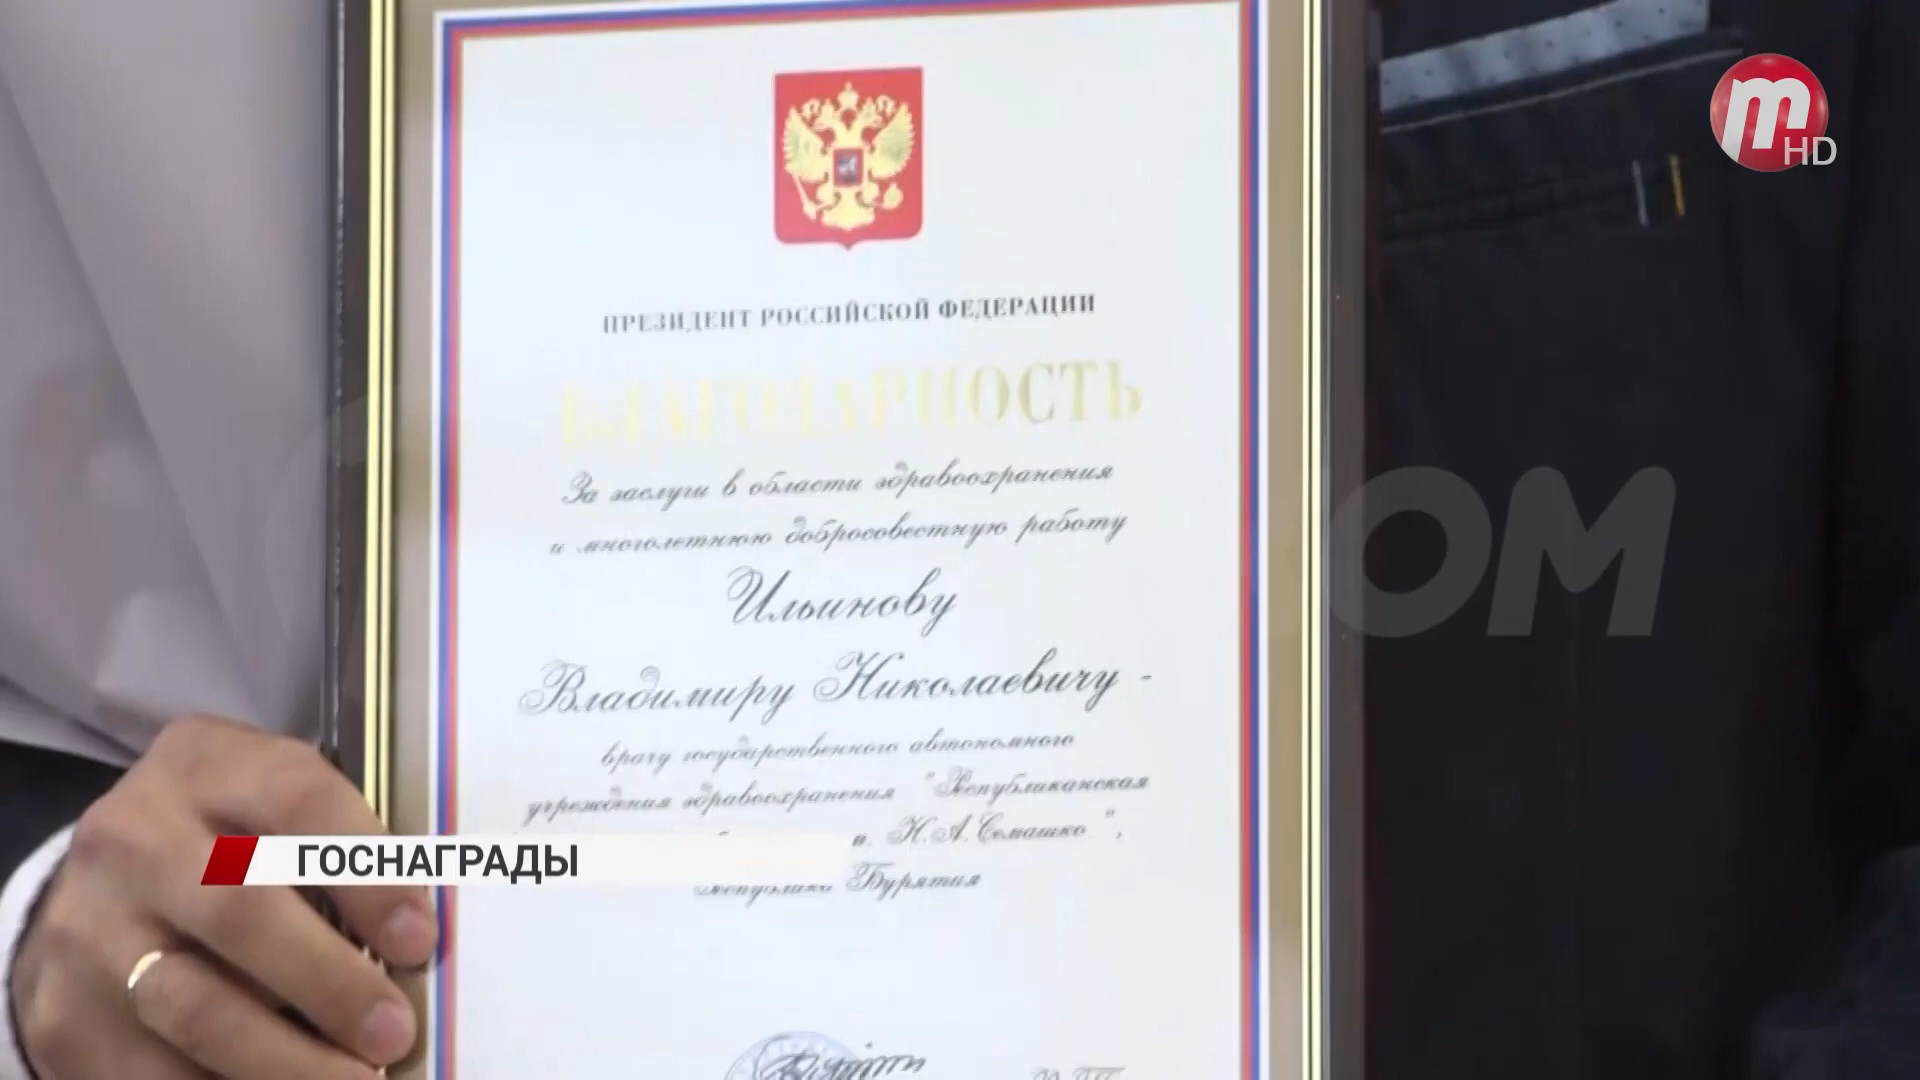 m HD
ПРЕЗИДЕНТ РОССИЙСКОЙ ФЕДЕРАЦИИ
БЛАГОДАРНОСТЬ
За заслуги в области здравоохранения
и многолетнюю добросовестную работу
Ильинову
Владимиру Николаевичу -
врачу государственного автономного
учреждения здравоохранения "Республиканская
Н.А.Семашко",
Бурятия
ГОСНАГРАДЫ
ОМ